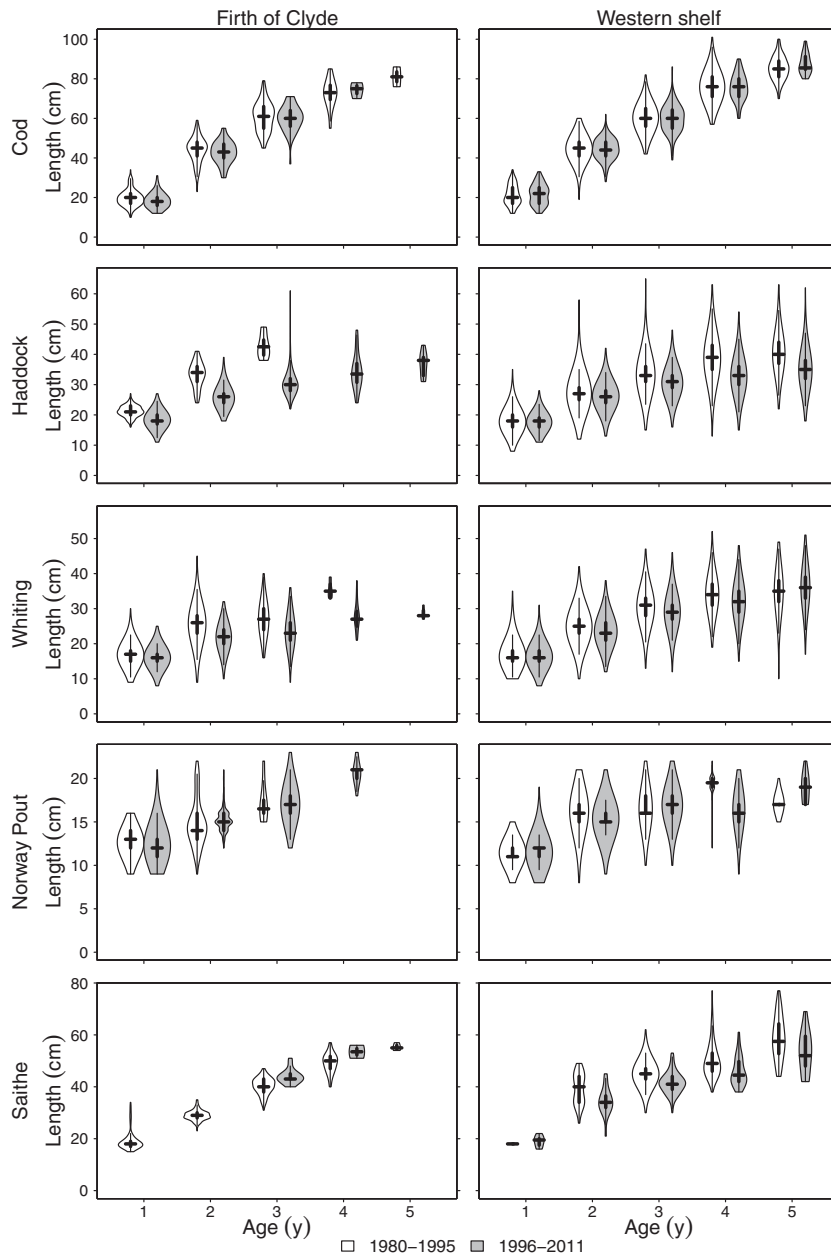 Firth of Clyde
Western shelf
Cod
Length (cm)
100
80
60
40
20
0
Haddock
Length (cm)
60
50
40
30
20
10
0
Whiting
Length (cm)
50
40
30
20
10
0
Norway Pout
Length (cm)
20
15
10
5
0
Saithe
Length (cm)
80
60
40
20
0
1 2 3 4 5
1 2 3 4 5
Age (y)
Age (y)
1980–1995 1996–2011